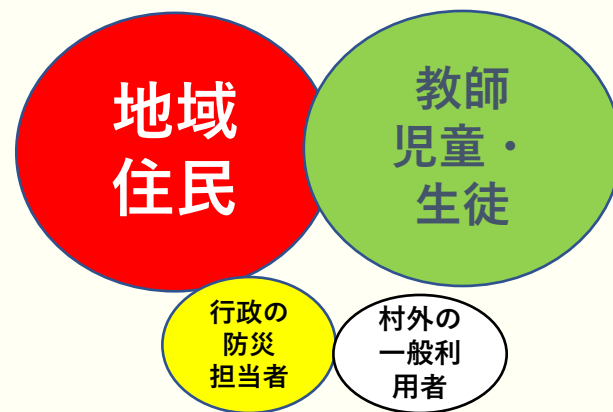 地域
住民
教師
児童・
生徒
行政の
防災
担当者
村外の
一般利
用者